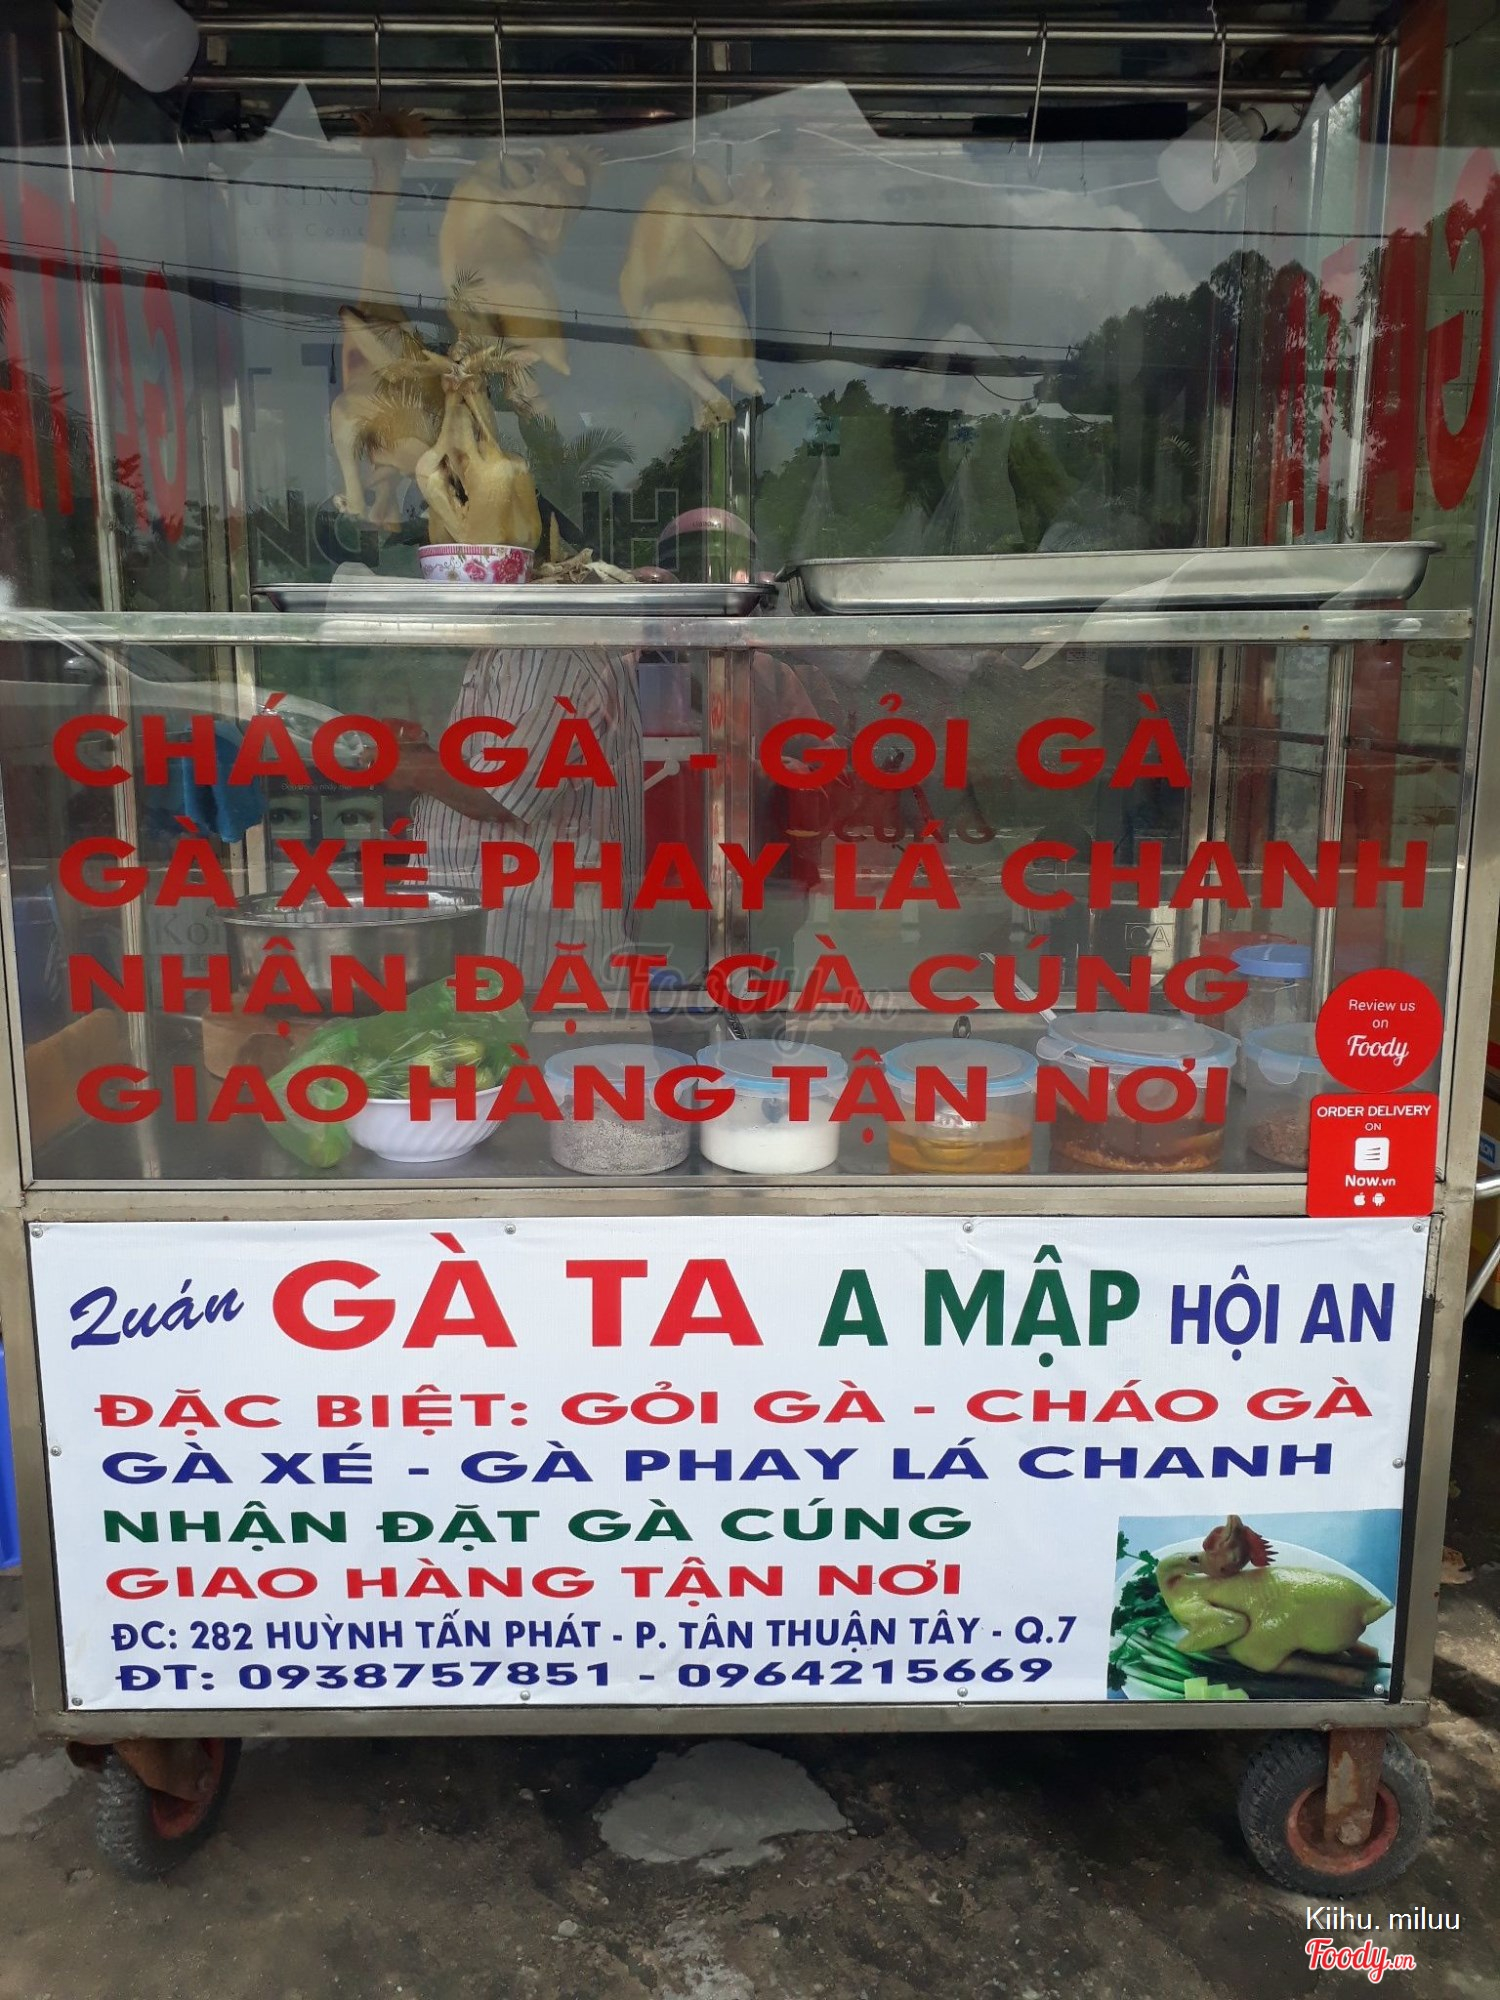 CHÁO GÀ - GỎI GÀ
GÀ XÉ PHAY LÁ CHANH
NHẬN ĐẶT GÀ CÚNG
GIAO HÀNG TẬN NƠI
Foody.vn
Review us
on
Foody
ORDER DELIVERY
ON
Now.vn
Quán GÀ TA A MẬP HỘI AN
ĐẶC BIỆT: GỎI GÀ - CHÁO GÀ
GÀ XÉ - GÀ PHAY LÁ CHANH
NHẬN ĐẶT GÀ CÚNG
GIAO HÀNG TẬN NƠI
ĐC: 282 HUỲNH TẤN PHÁT - P. TÂN THUẬN TÂY - Q.7
ĐT: 0938757851 - 0964215669
Kiihu. miluu
Foody.vn